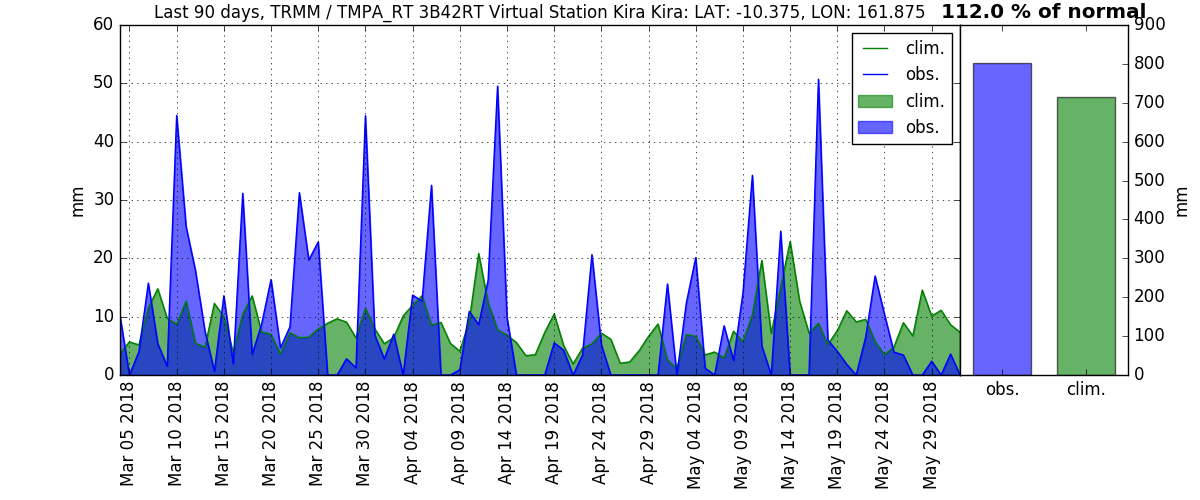 Last 90 days, TRMM / TMPA_RT 3B42RT Virtual Station Kira Kira: LAT: -10.375, LON: 161.875
112.0 % of normal
60
50
40
30
20
10
0
mm
clim.
obs.
clim.
obs.
900
800
700
600
500
400
300
200
100
0
mm
Mar 05 2018
Mar 10 2018
Mar 15 2018
Mar 20 2018
Mar 25 2018
Mar 30 2018
Apr 04 2018
Apr 09 2018
Apr 14 2018
Apr 19 2018
Apr 24 2018
Apr 29 2018
May 04 2018
May 09 2018
May 14 2018
May 19 2018
May 24 2018
May 29 2018
obs.
clim.